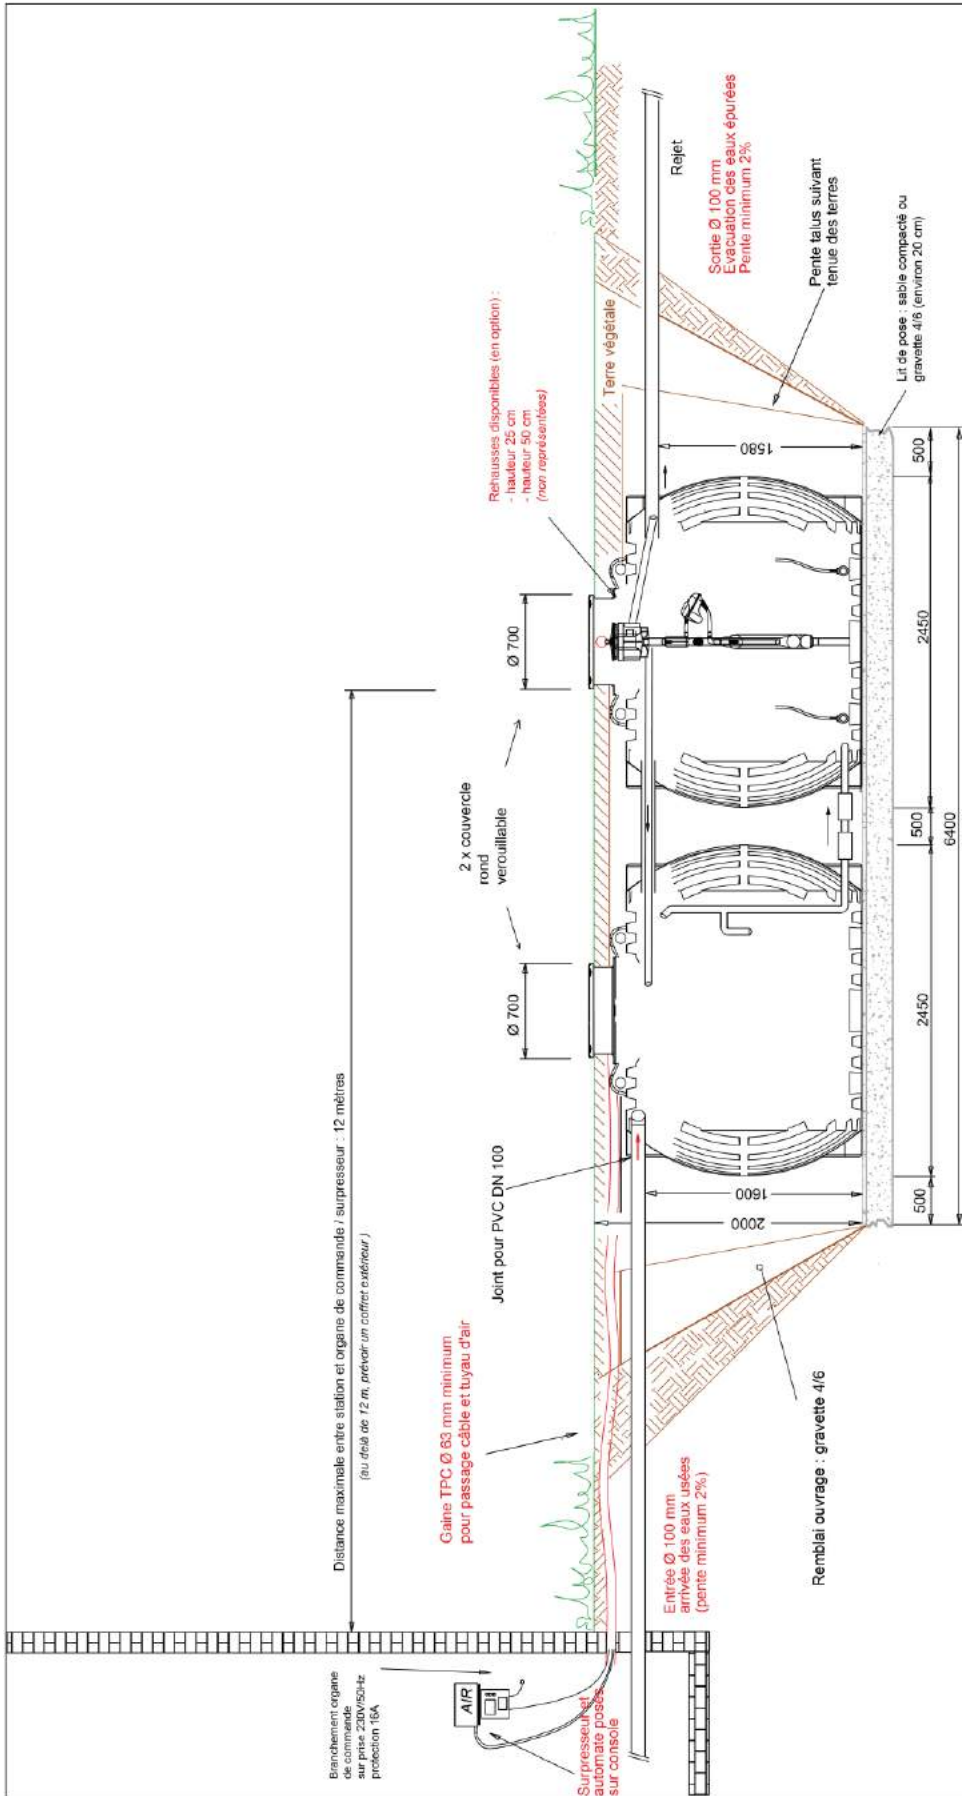 Branchement organe
de commande
sur prise 230V/50Hz
protection 16A
AIR
Surpresseur et
automate posés
sur console
Distance maximale entre station et organe de commande / surpresseur : 12 mètres
(au delà de 12 m, prévoir un coffret extérieur)
Gaine TPC Ø 63 mm minimum
pour passage câble et tuyau d'air
Joint pour PVC DN 100
2 x couvercle
rond
verouillable
Ø 700
Ø 700
Rehausses disponibles (en option) :
- hauteur 25 cm
- hauteur 50 cm
(non représentées)
Terre végétale
Rejet
Sortie Ø 100 mm
Evacuation des eaux épurées
Pente minimum 2%
Pente talus suivant
tenue des terres
Lit de pose : sable compacté ou
gravette 4/6 (environ 20 cm)
Entrée Ø 100 mm
arrivée des eaux usées
(pente minimum 2%)
Remblai ouvrage : gravette 4/6
2000
1600
1580
500
2450
500
2450
500
6400